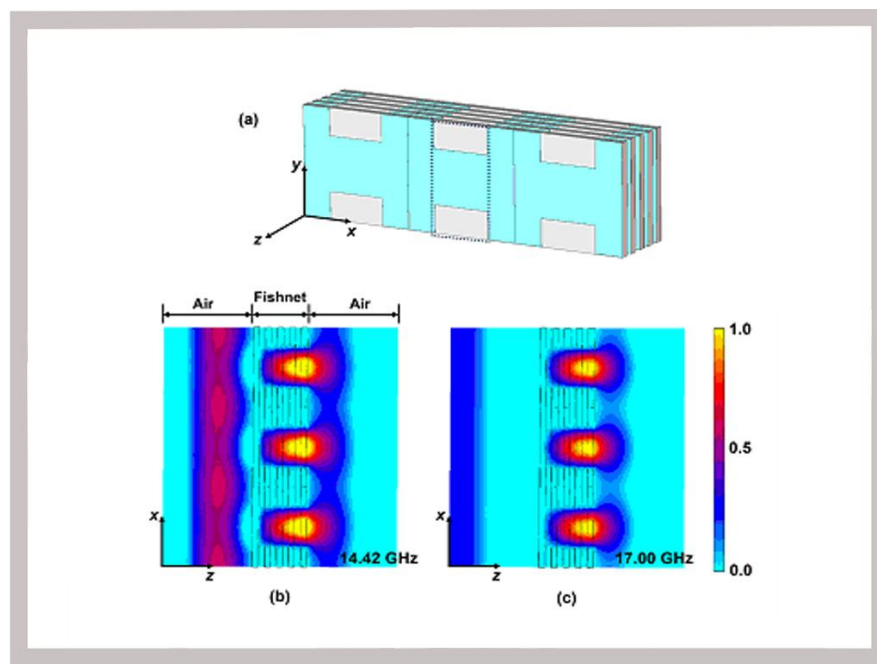 (a)
y
z
x
Air
Fishnet
Air
1.0
0.5
0.0
x
z
14.42 GHz
x
z
17.00 GHz
(b)
(c)